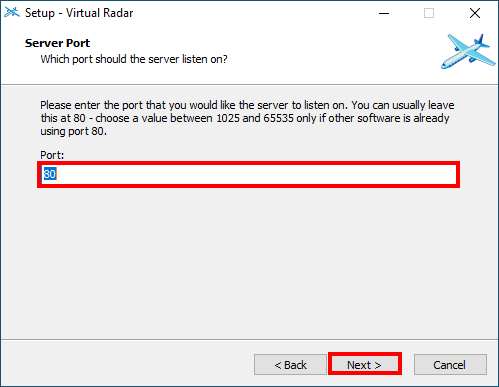 Setup - Virtual Radar
Server Port
Which port should the server listen on?
Please enter the port that you would like the server to listen on. You can usually leave
this at 80 - choose a value between 1025 and 65535 only if other software is already
using port 80.
Port:
80
< Back
Next >
Cancel